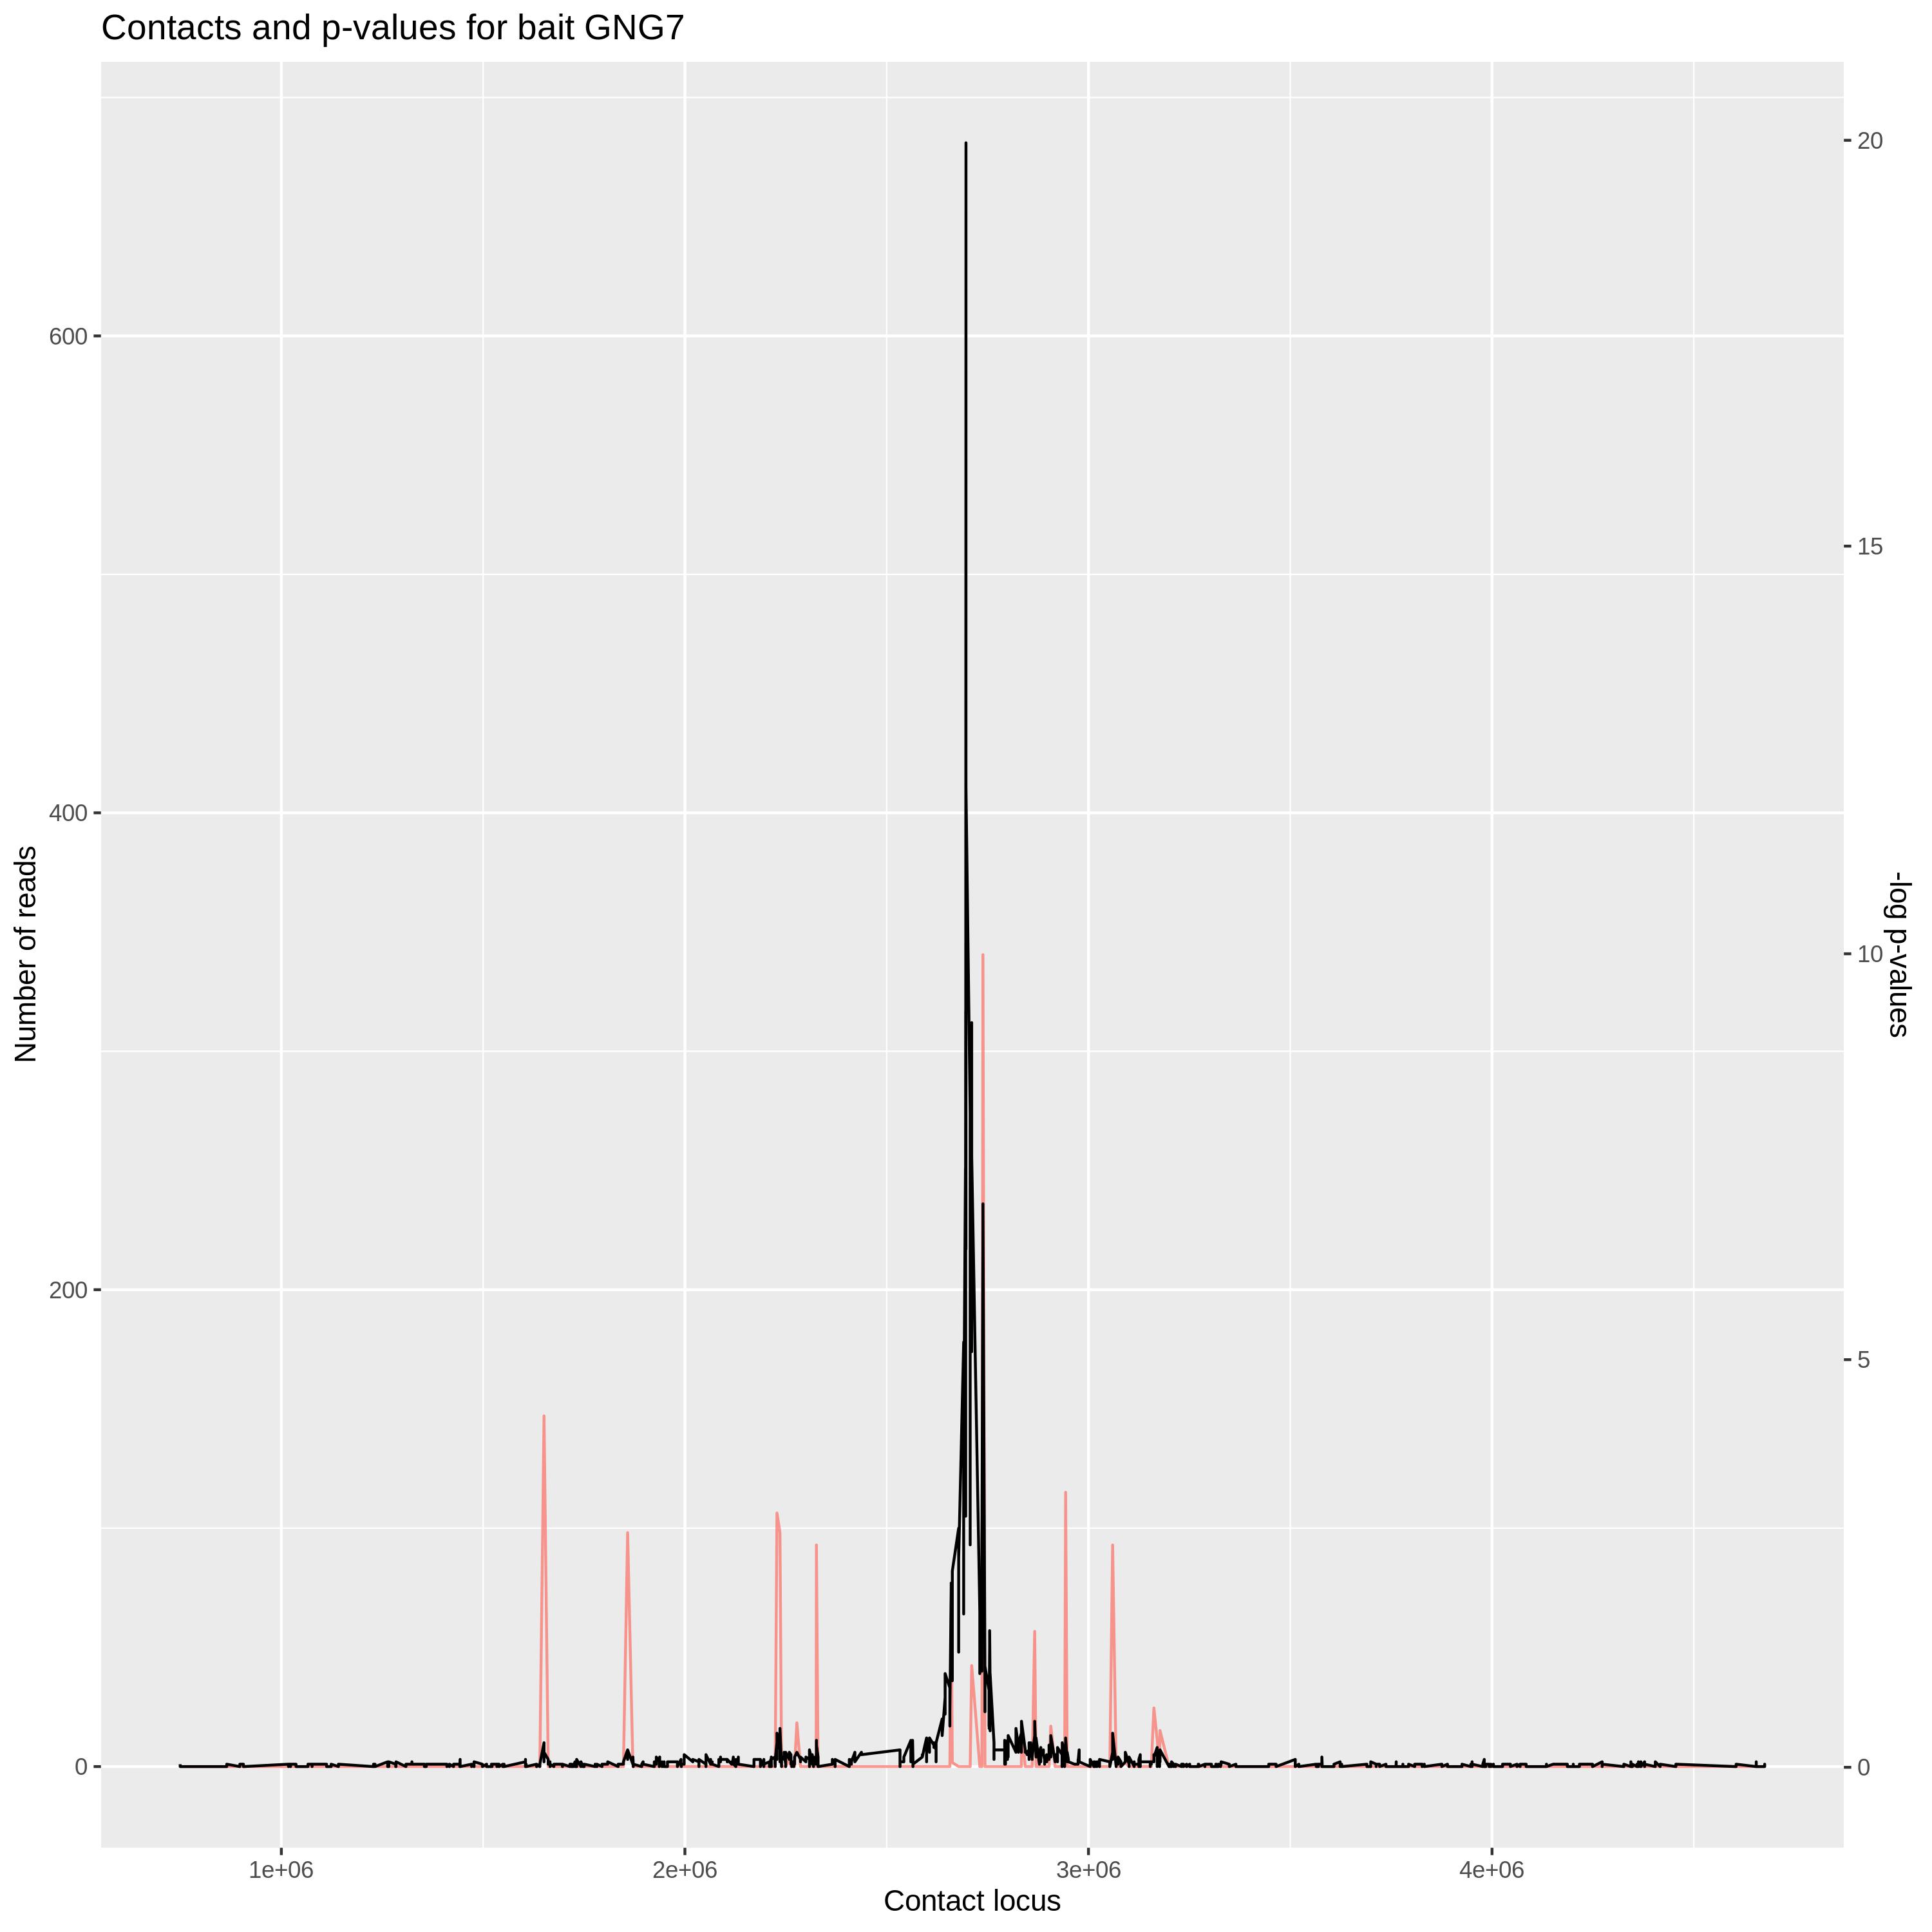 Contacts and p-values for bait GNG7
20
600
15
400
10
200
5
0
0
Number of reads
-log p-values
1e+06
2e+06
3e+06
4e+06
Contact locus